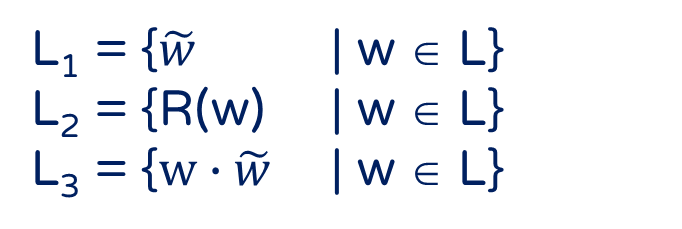 L₁ = {w̃ | w ∈ L}
L₂ = {R(w) | w ∈ L}
L₃ = {w · w̃ | w ∈ L}